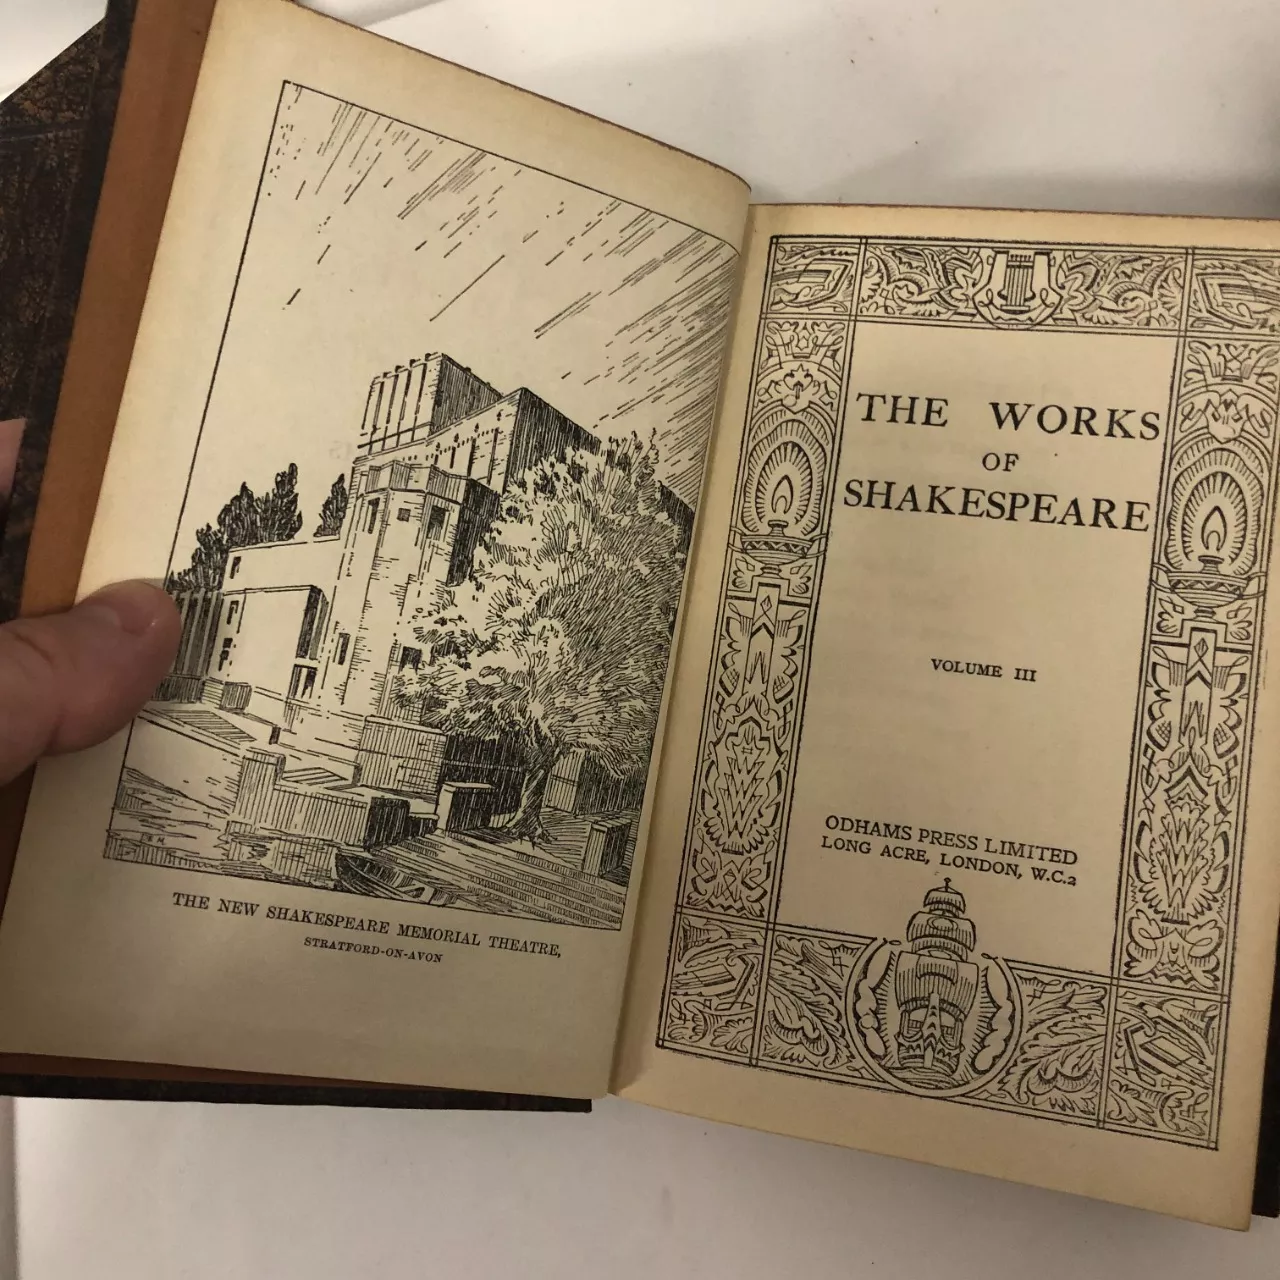 THE NEW SHAKESPEARE MEMORIAL THEATRE,
STRATFORD-ON-AVON
THE WORKS
OF
SHAKESPEARE
VOLUME III
ODHAMS PRESS LIMITED
LONG ACRE, LONDON, W.C.2